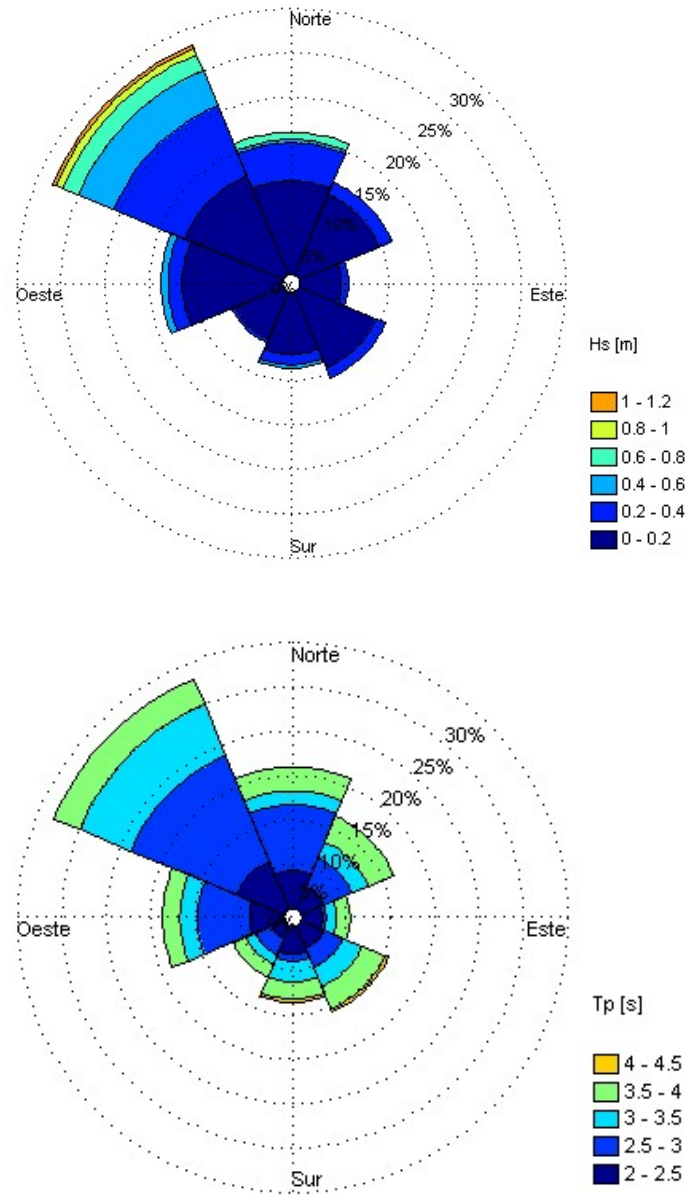 Norte
30%
25%
20%
15%
10%
5%
0%
Oeste
Este
Sur
Hs [m]
1 - 1.2
0.8 - 1
0.6 - 0.8
0.4 - 0.6
0.2 - 0.4
0 - 0.2
Norte
30%
25%
20%
15%
10%
5%
Oeste
Este
Sur
Tp [s]
4 - 4.5
3.5 - 4
3 - 3.5
2.5 - 3
2 - 2.5